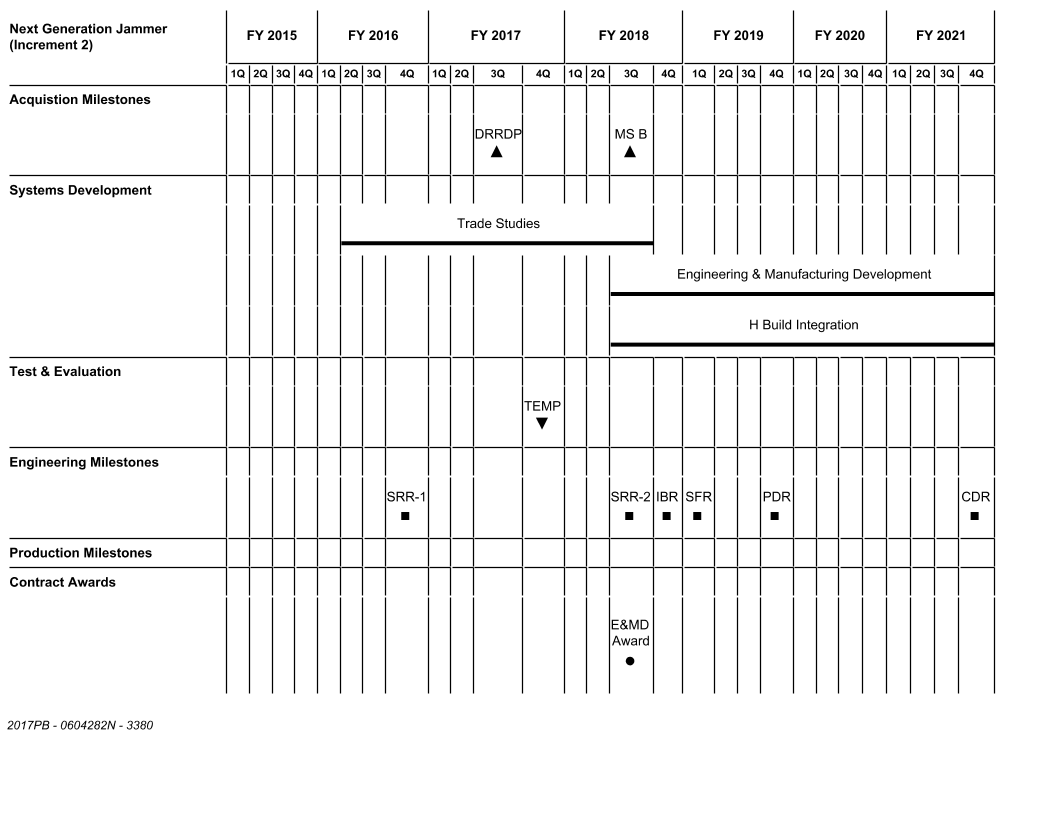 Next Generation Jammer
(Increment 2)
FY 2015 FY 2016 FY 2017 FY 2018 FY 2019 FY 2020 FY 2021
1Q 2Q 3Q 4Q 1Q 2Q 3Q 4Q 1Q 2Q 3Q 4Q 1Q 2Q 3Q 4Q 1Q 2Q 3Q 4Q 1Q 2Q 3Q 4Q 1Q 2Q 3Q 4Q
Acquistion Milestones
DRRDP MS B
Systems Development
Trade Studies
Engineering & Manufacturing Development
H Build Integration
Test & Evaluation
TEMP
Engineering Milestones
SRR-1 SRR-2 IBR SFR PDR CDR
Production Milestones
Contract Awards
E&MD
Award
2017PB - 0604282N - 3380